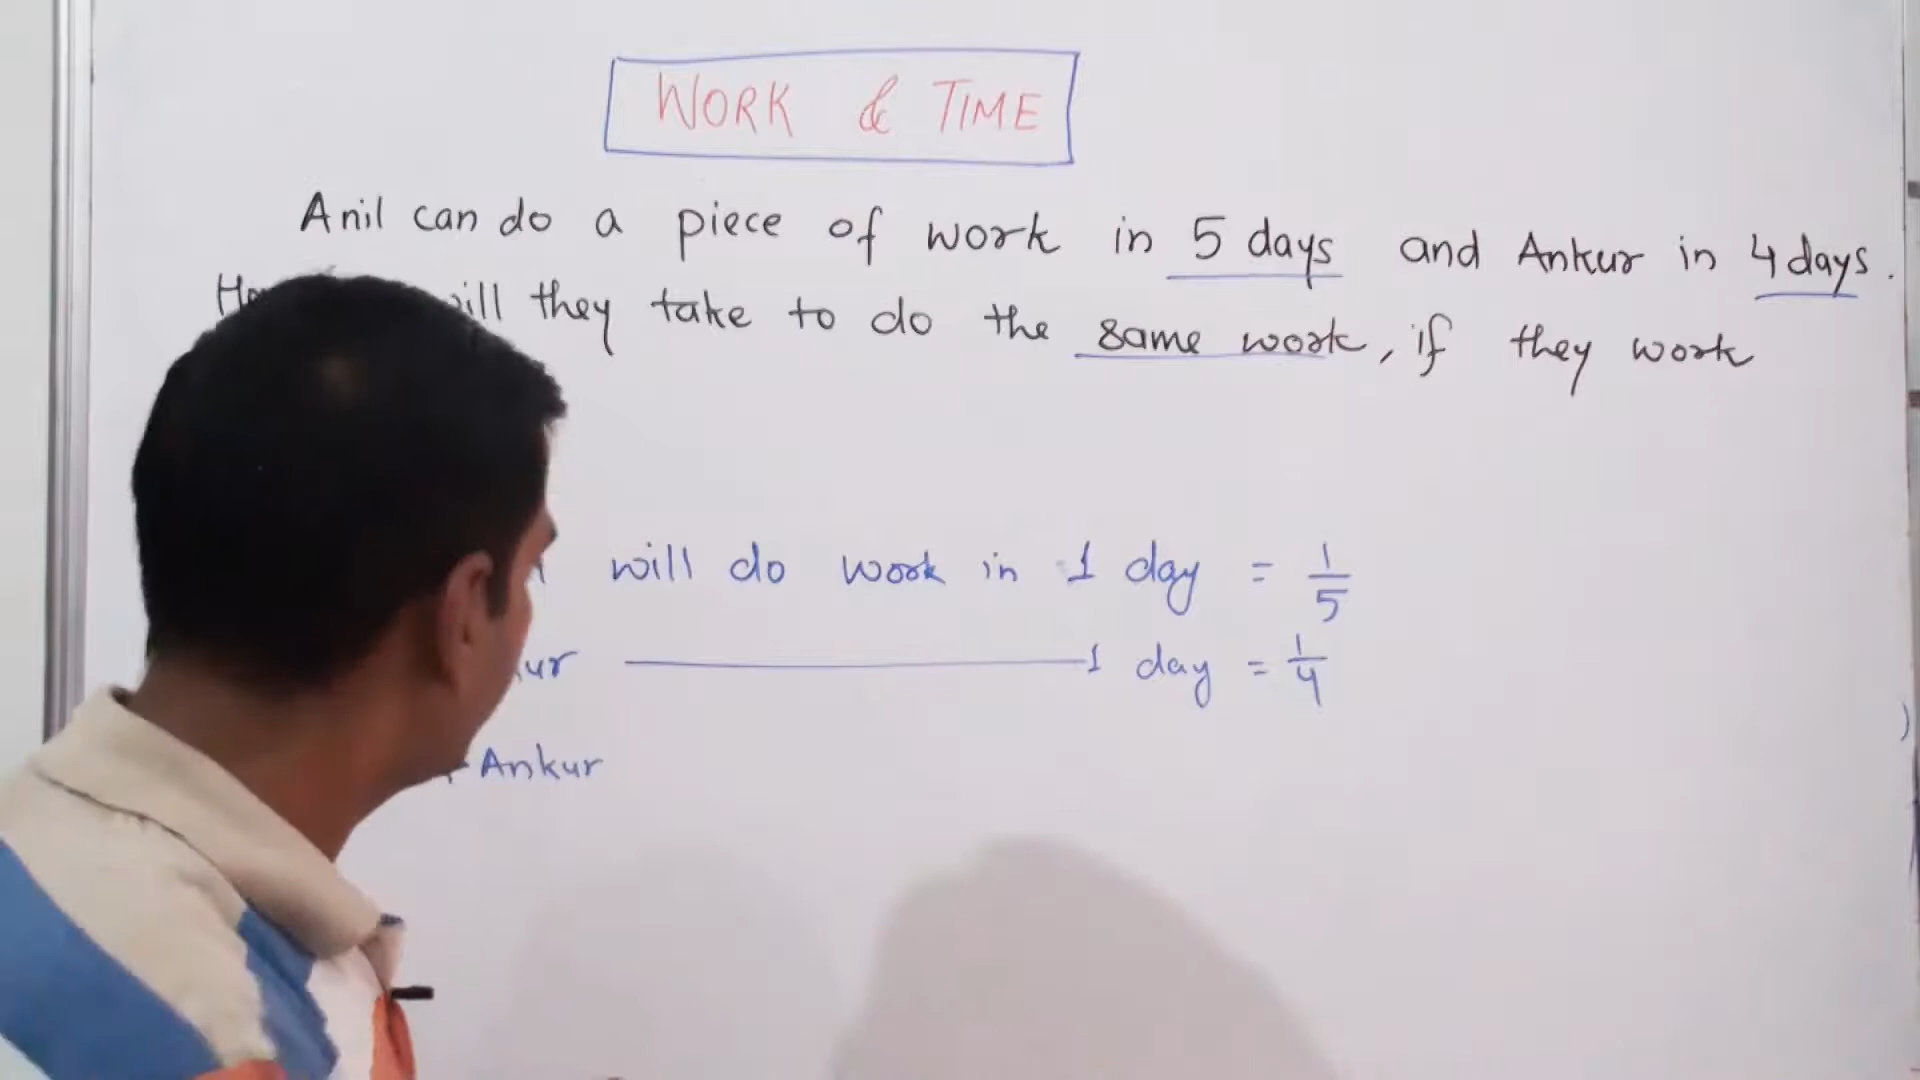 WORK & TIME
Anil can do a piece of work in 5 days and Ankur in 4 days.
will they take to do the same work, if they work
will do work in 1 day = 1/5
1 day = 1/4
+ Ankur